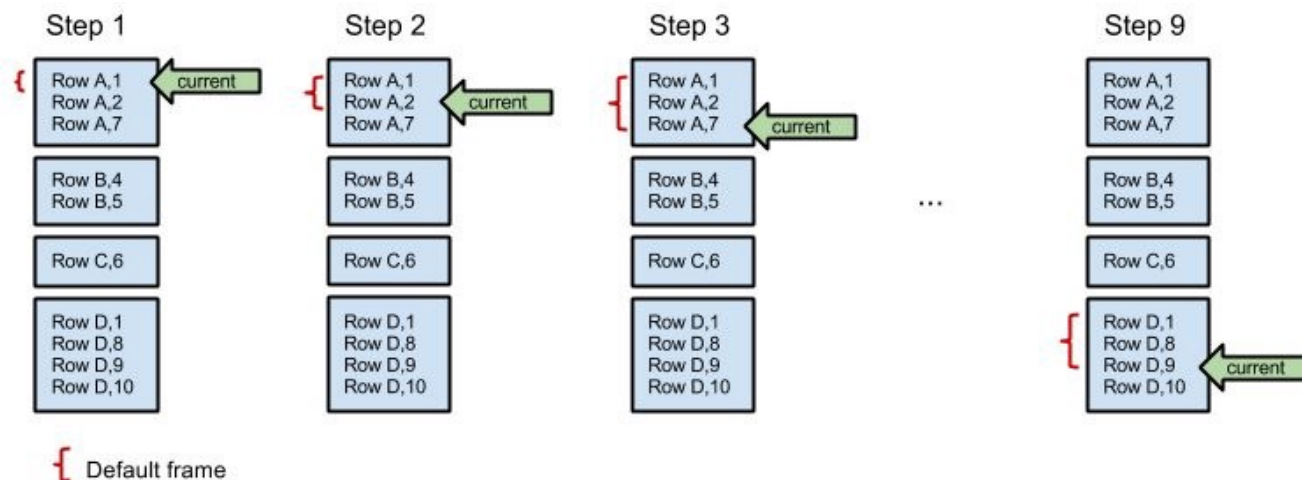 Step 1
Row A,1
Row A,2
Row A,7
current
Row B,4
Row B,5
Row C,6
Row D,1
Row D,8
Row D,9
Row D,10
Step 2
Row A,1
Row A,2
Row A,7
current
Row B,4
Row B,5
Row C,6
Row D,1
Row D,8
Row D,9
Row D,10
Step 3
Row A,1
Row A,2
Row A,7
current
Row B,4
Row B,5
Row C,6
Row D,1
Row D,8
Row D,9
Row D,10
...
Step 9
Row A,1
Row A,2
Row A,7
Row B,4
Row B,5
Row C,6
Row D,1
Row D,8
Row D,9
Row D,10
current
Default frame